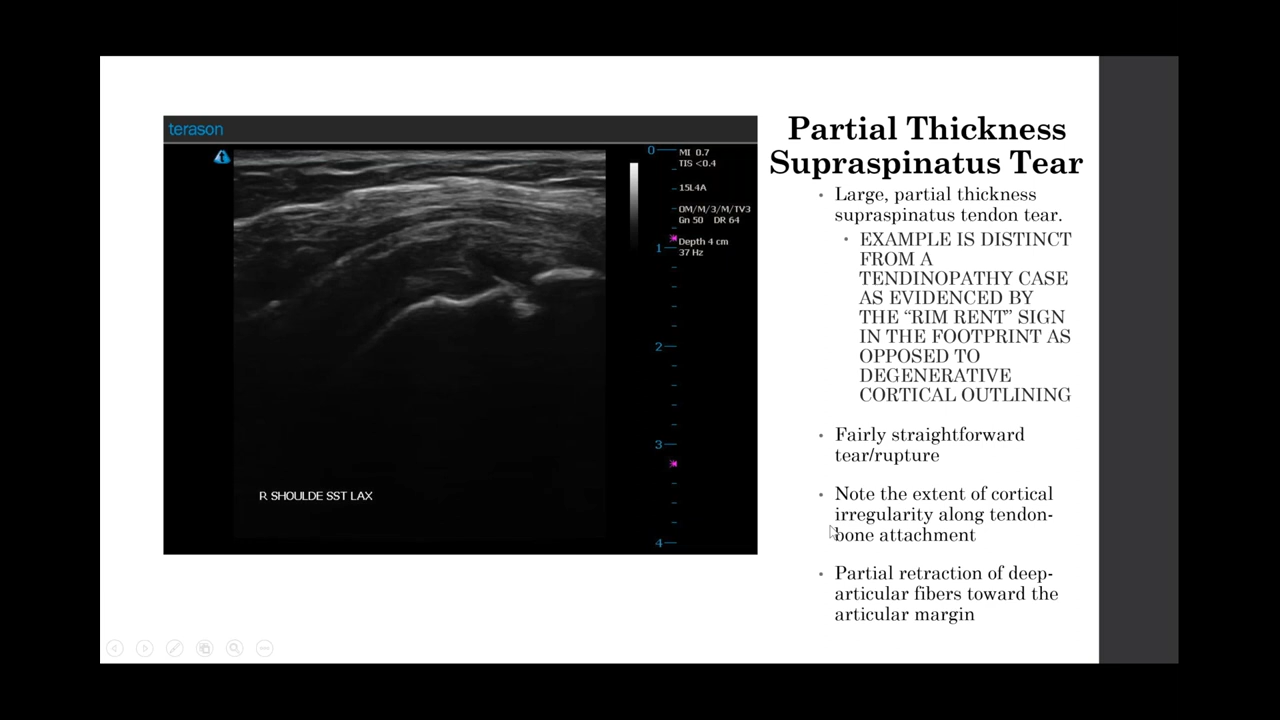 terason
0
MI 0.7
TIS <0.4
15L4A
OM/M/3/M/TV3
Gn 50 DR 64
1
Depth 4 cm
37 Hz
2
3
4
R SHOULDE SST LAX
Partial Thickness
Supraspinatus Tear
• Large, partial thickness
supraspinatus tendon tear.
• EXAMPLE IS DISTINCT
FROM A
TENDINOPATHY CASE
AS EVIDENCED BY
THE “RIM RENT” SIGN
IN THE FOOTPRINT AS
OPPOSED TO
DEGENERATIVE
CORTICAL OUTLINING
• Fairly straightforward
tear/rupture
• Note the extent of cortical
irregularity along tendon-
bone attachment
• Partial retraction of deep-
articular fibers toward the
articular margin